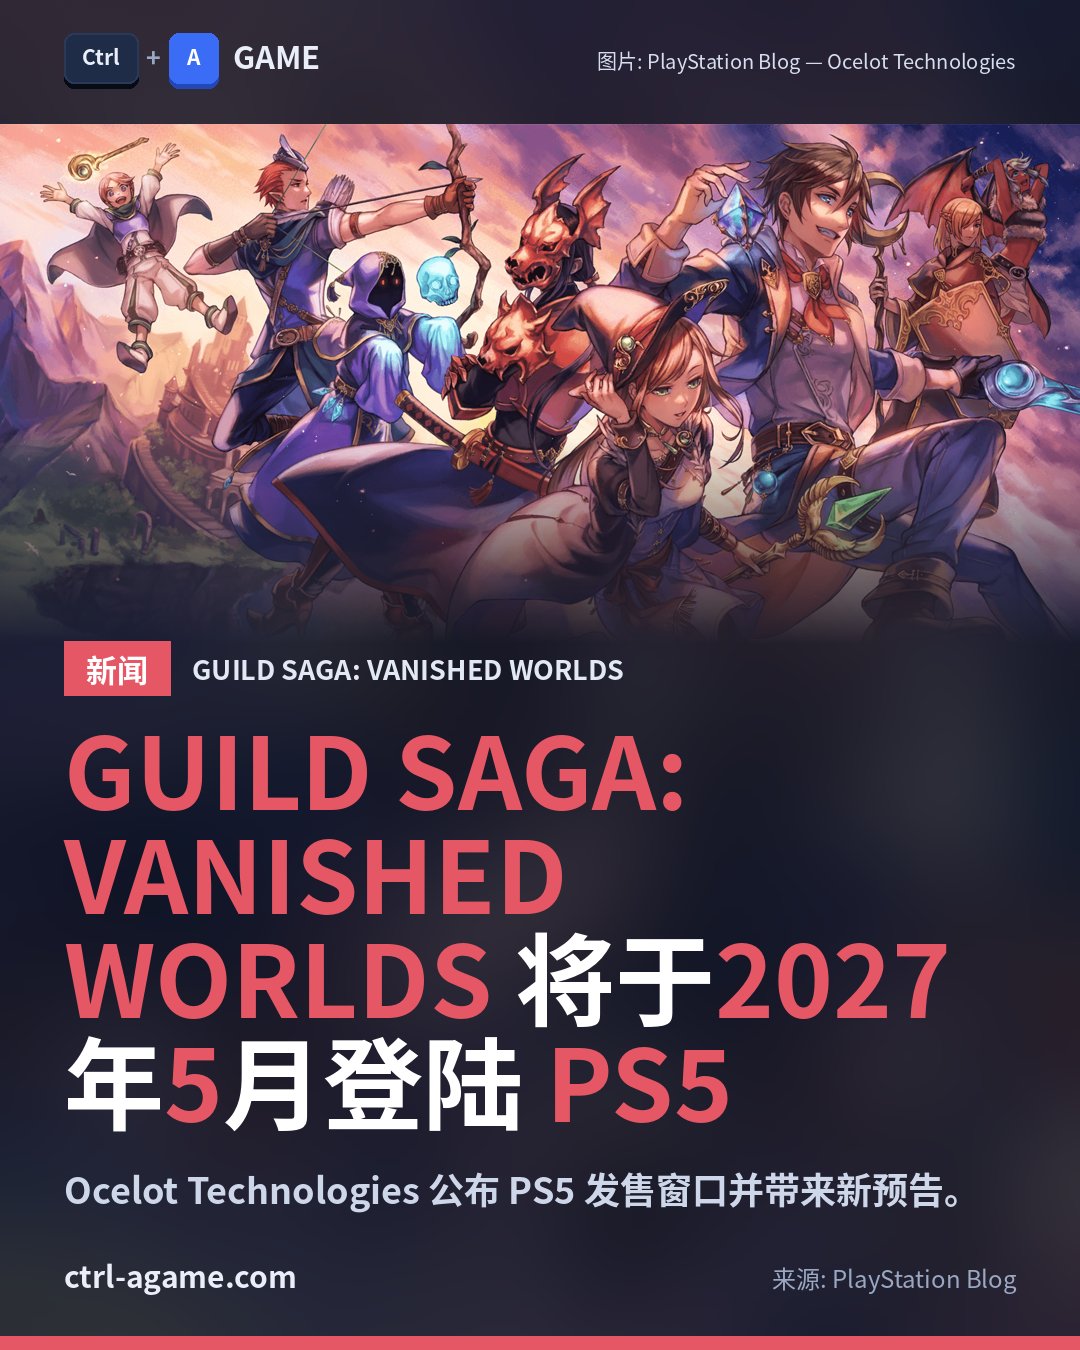 Ctrl + A GAME
图片: PlayStation Blog — Ocelot Technologies
新闻 GUILD SAGA: VANISHED WORLDS
GUILD SAGA:
VANISHED
WORLDS 将于2027
年5月登陆 PS5
Ocelot Technologies 公布 PS5 发售窗口并带来新预告。
ctrl-agame.com
来源: PlayStation Blog